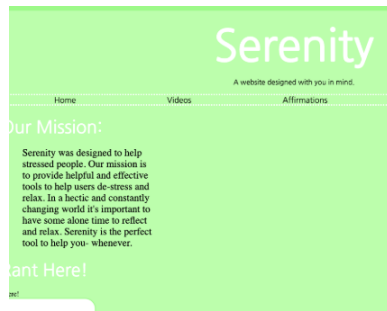 Serenity
A website designed with you in mind.
Home Videos Affirmations
Our Mission:
Serenity was designed to help
stressed people. Our mission is
to provide helpful and effective
tools to help users de-stress and
relax. In a hectic and constantly
changing world it's important to
have some alone time to reflect
and relax. Serenity is the perfect
tool to help you- whenever.
Rant Here!